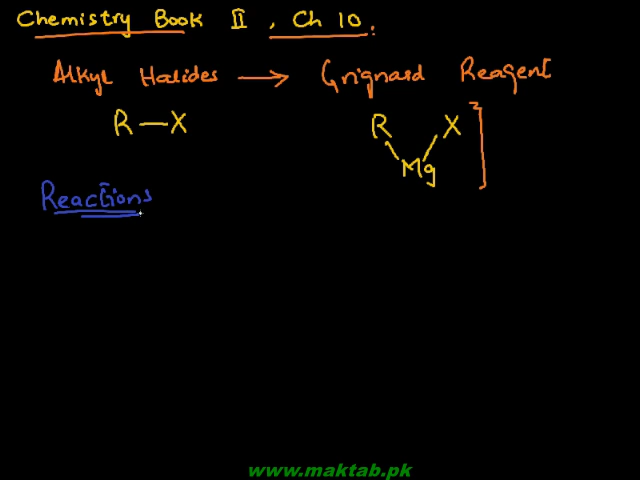 Chemistry Book II , Ch 10.
Alkyl Halides → Grignard Reagent
R—X R X
Mg
Reactions
www.maktab.pk